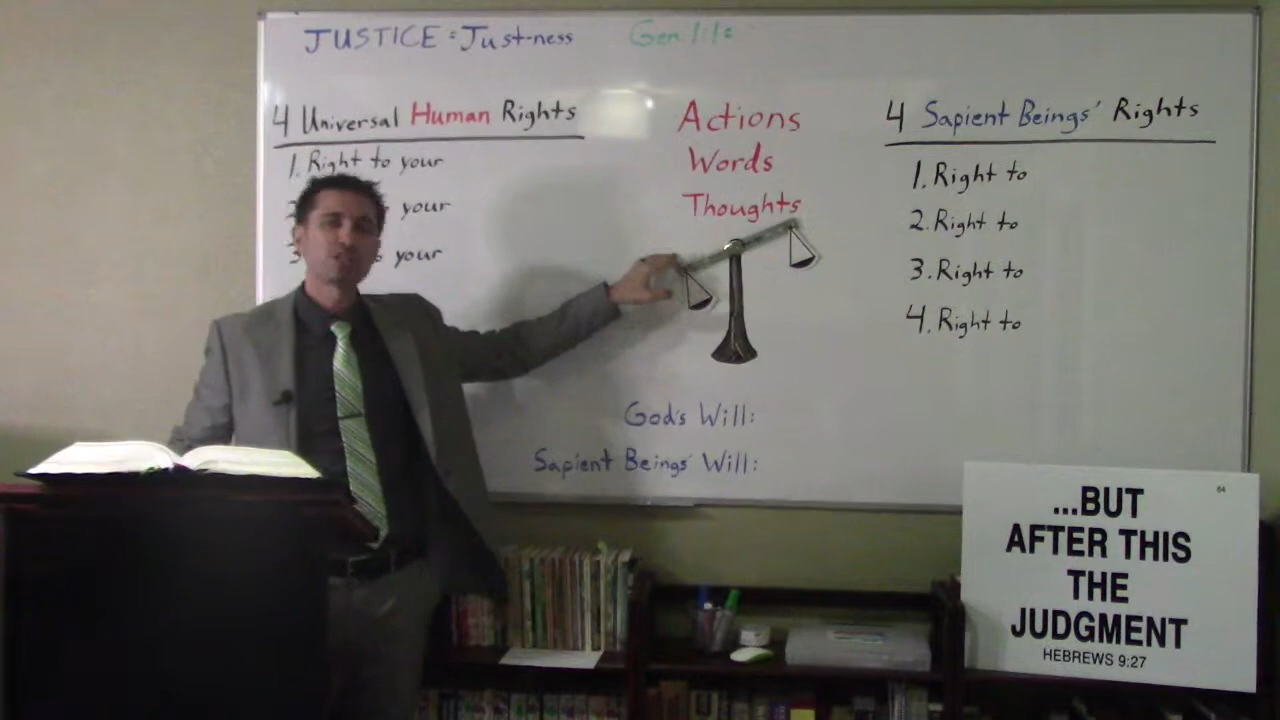 JUSTICE = Just-ness
Gen 1:1:
4 Universal Human Rights
1. Right to your
your
your
Actions
Words
Thoughts
4 Sapient Beings' Rights
1. Right to
2. Right to
3. Right to
4. Right to
God's Will:
Sapient Beings' Will:
64
...BUT
AFTER THIS
THE
JUDGMENT
HEBREWS 9:27